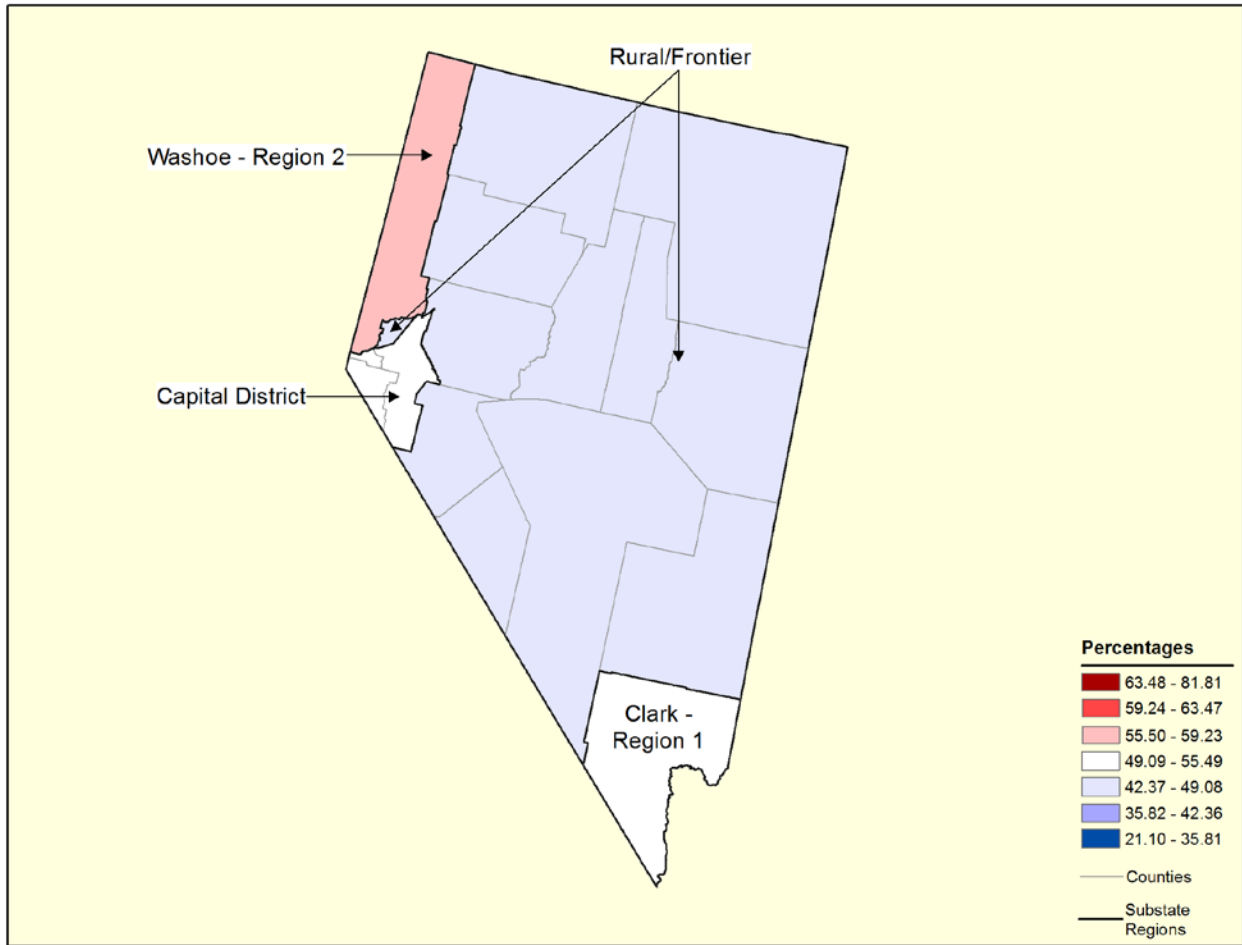 Rural/Frontier
Washoe - Region 2
Capital District
Clark -
Region 1
Percentages
63.48 - 81.81
59.24 - 63.47
55.50 - 59.23
49.09 - 55.49
42.37 - 49.08
35.82 - 42.36
21.10 - 35.81
Counties
Substate
Regions